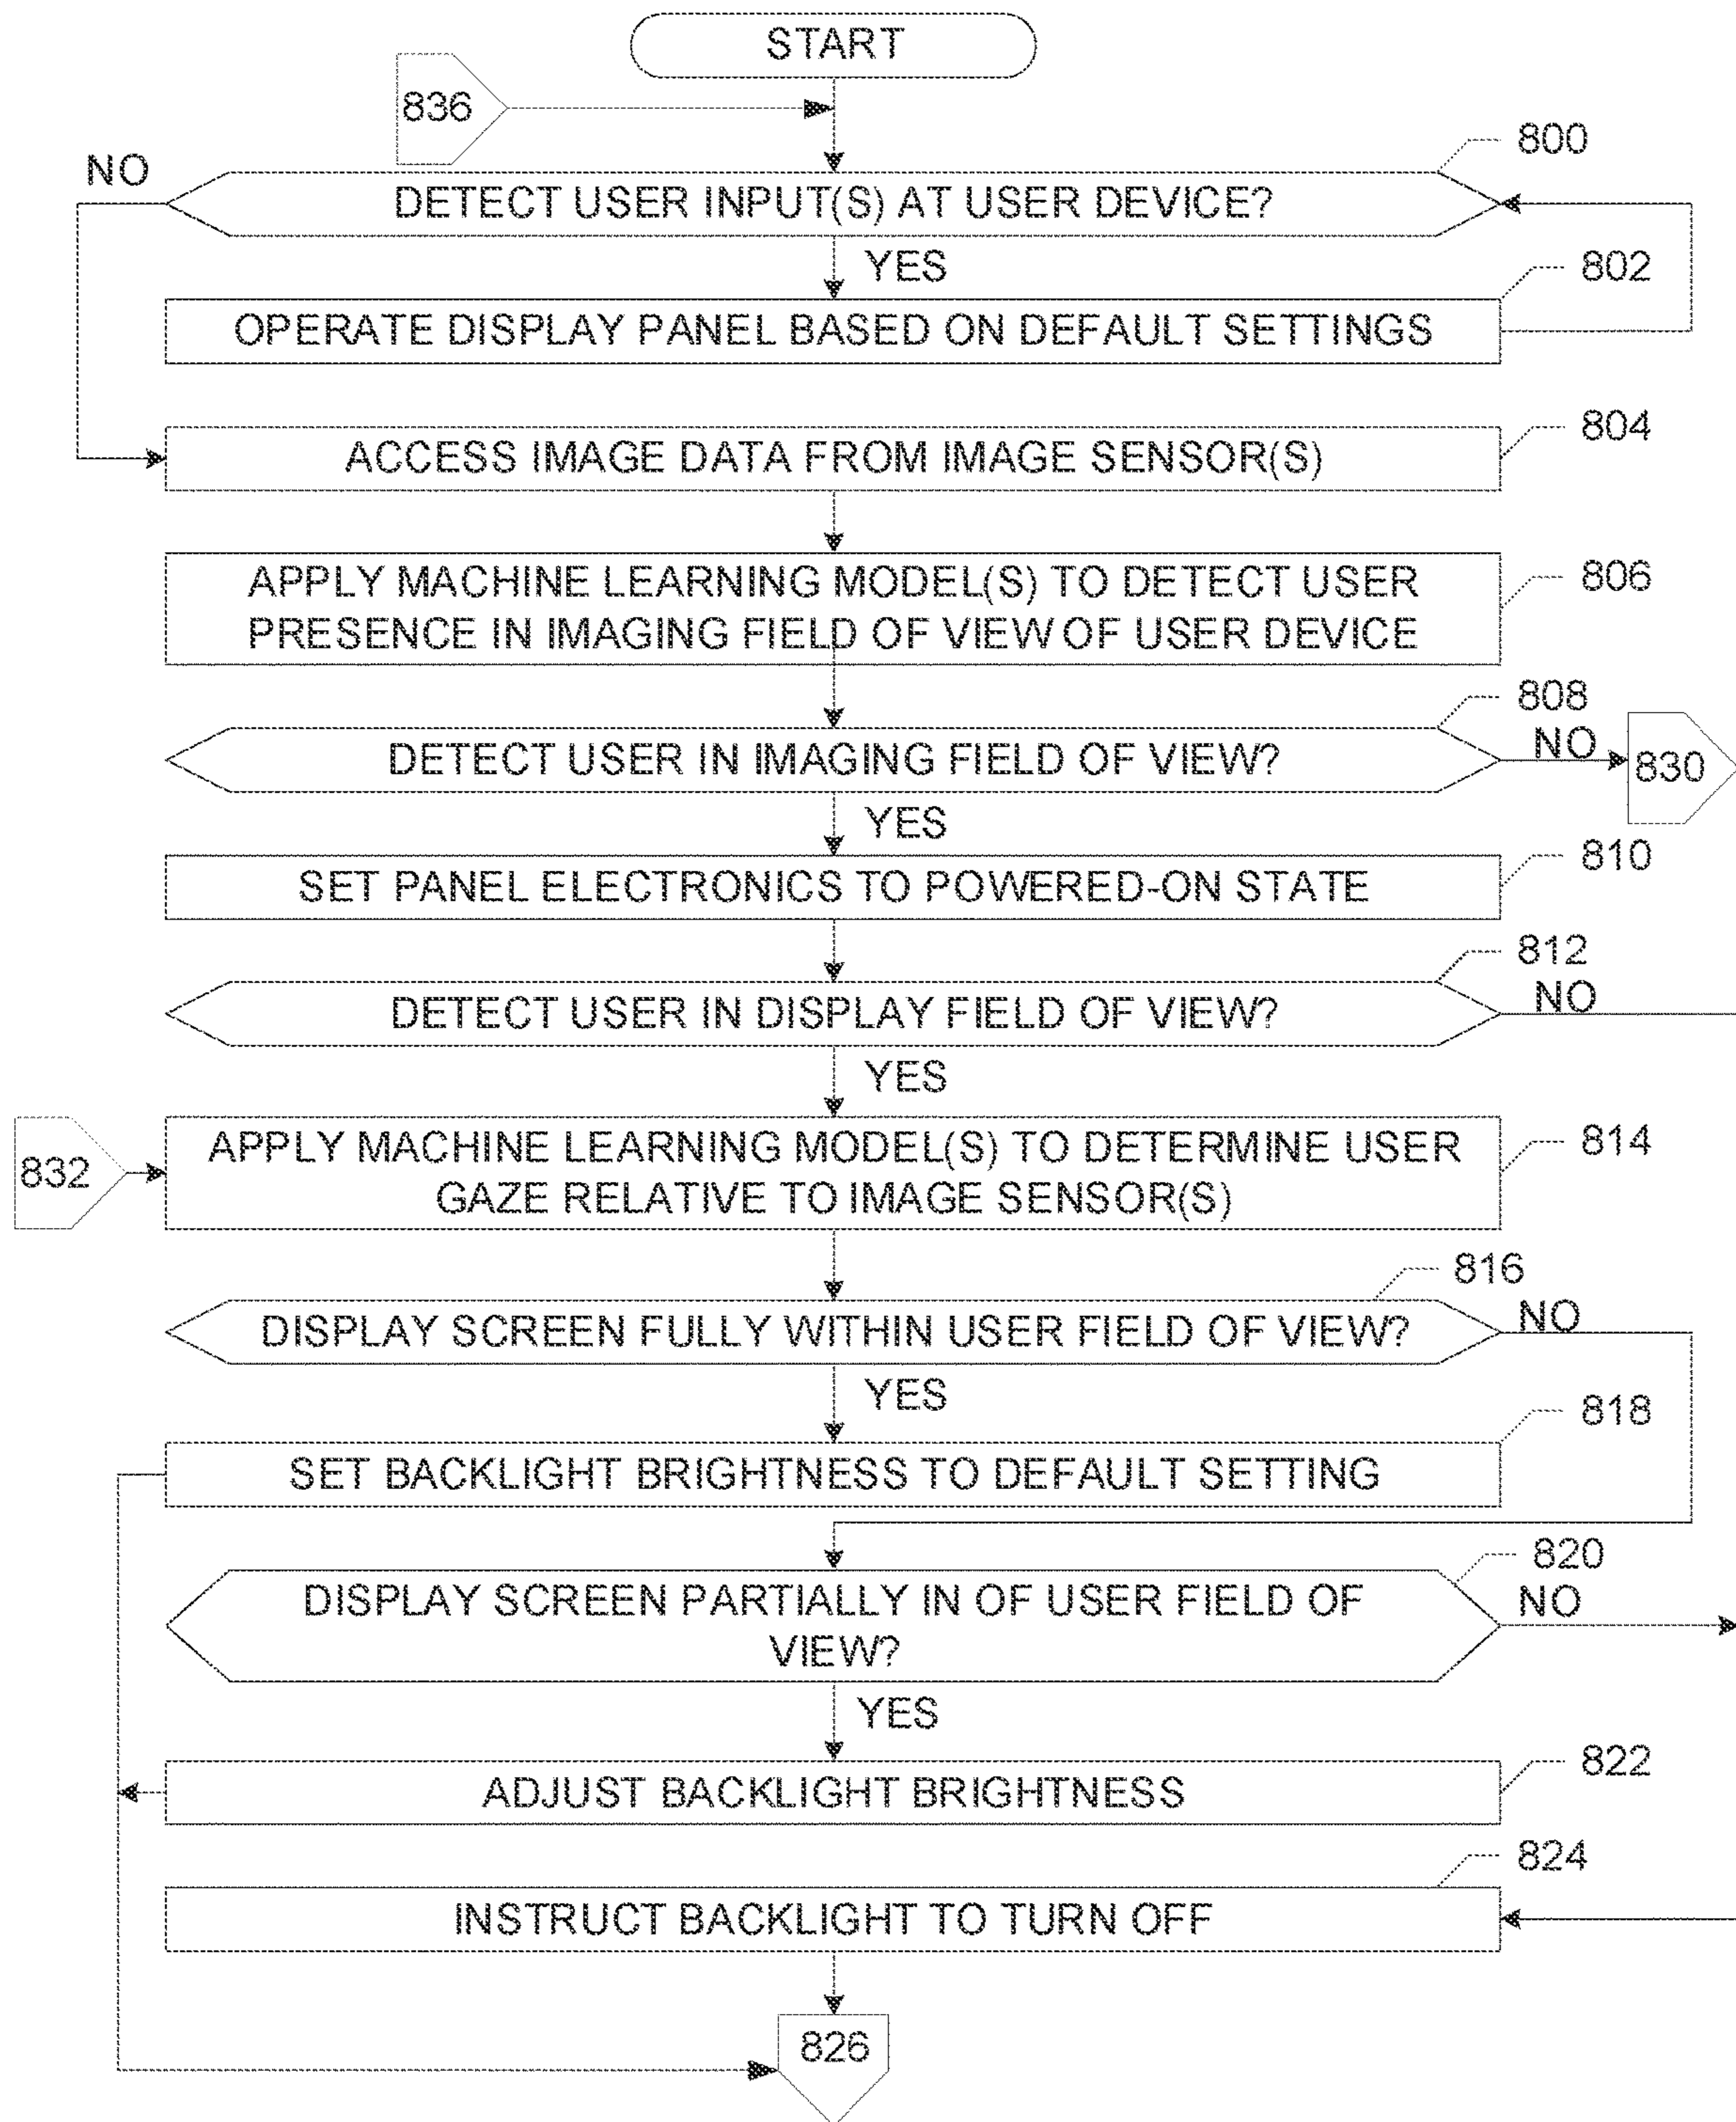 START
836
800
NO
DETECT USER INPUT(S) AT USER DEVICE?
YES
802
OPERATE DISPLAY PANEL BASED ON DEFAULT SETTINGS
804
ACCESS IMAGE DATA FROM IMAGE SENSOR(S)
806
APPLY MACHINE LEARNING MODEL(S) TO DETECT USER
PRESENCE IN IMAGING FIELD OF VIEW OF USER DEVICE
808
DETECT USER IN IMAGING FIELD OF VIEW?
NO
830
YES
810
SET PANEL ELECTRONICS TO POWERED-ON STATE
812
DETECT USER IN DISPLAY FIELD OF VIEW?
NO
YES
832
814
APPLY MACHINE LEARNING MODEL(S) TO DETERMINE USER
GAZE RELATIVE TO IMAGE SENSOR(S)
816
DISPLAY SCREEN FULLY WITHIN USER FIELD OF VIEW?
NO
YES
818
SET BACKLIGHT BRIGHTNESS TO DEFAULT SETTING
820
DISPLAY SCREEN PARTIALLY IN OF USER FIELD OF
VIEW?
NO
YES
822
ADJUST BACKLIGHT BRIGHTNESS
824
INSTRUCT BACKLIGHT TO TURN OFF
826